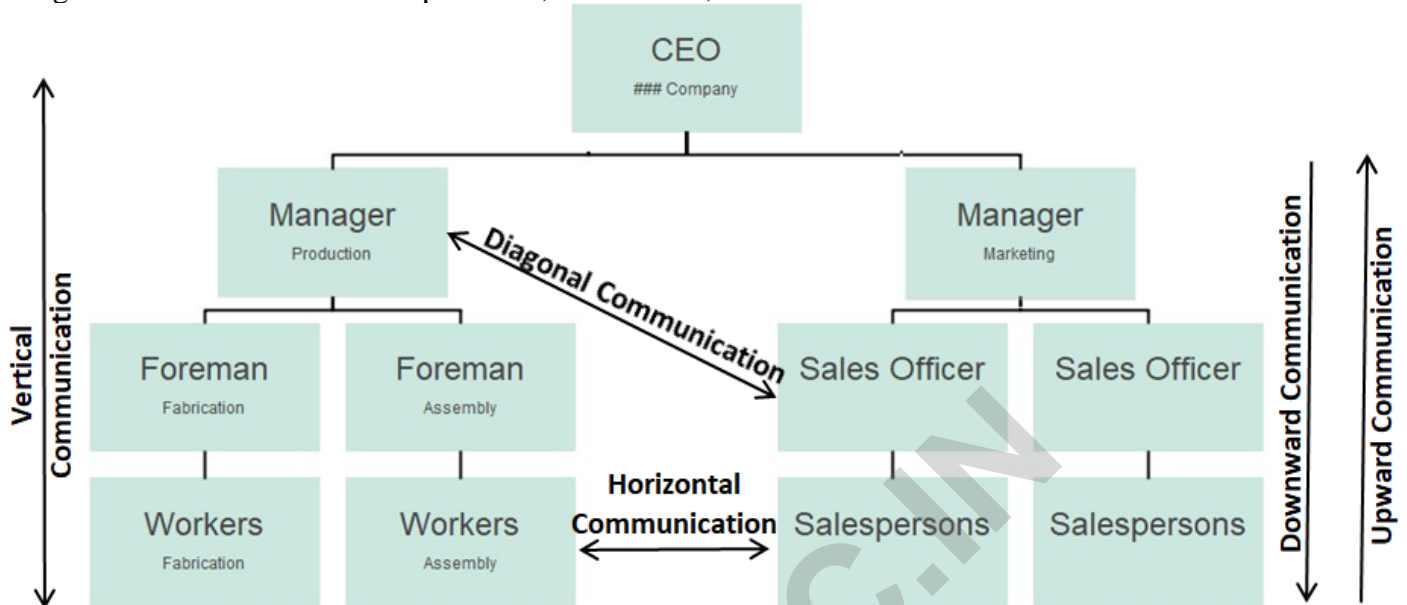 CEO
### Company
Manager
Production
Manager
Marketing
Diagonal Communication
Foreman
Fabrication
Foreman
Assembly
Sales Officer
Sales Officer
Vertical
Communication
Downward Communication
Upward Communication
Horizontal
Communication
Workers
Fabrication
Workers
Assembly
Salespersons
Salespersons
C.IN